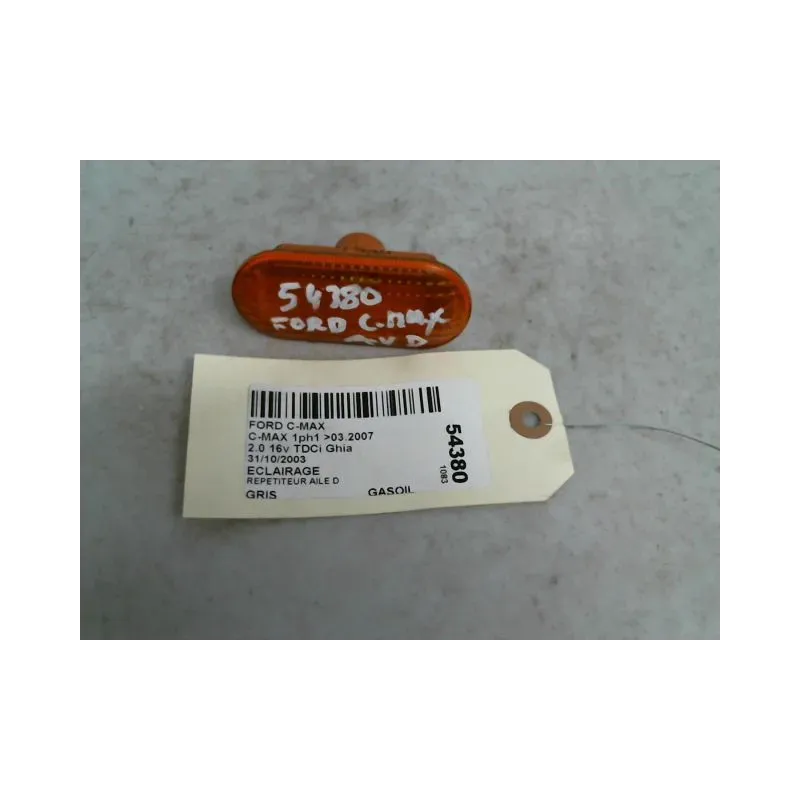 54380
FORD C-MAX
AV D
FORD C-MAX
C-MAX 1ph1 >03.2007
2.0 16v TDCi Ghia
31/10/2003
ECLAIRAGE
REPETITEUR AILE D
GRIS GASOIL
54380
1083